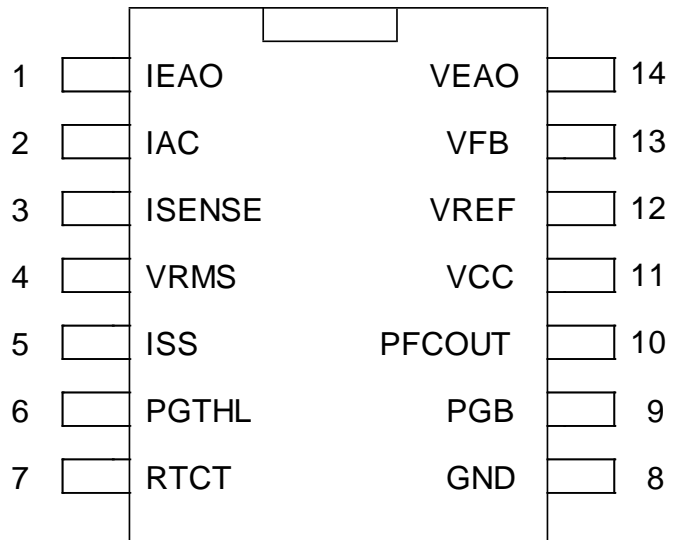 1 IEAO VEAO 14
2 IAC VFB 13
3 ISENSE VREF 12
4 VRMS VCC 11
5 ISS PFCOUT 10
6 PGTHL PGB 9
7 RTCT GND 8